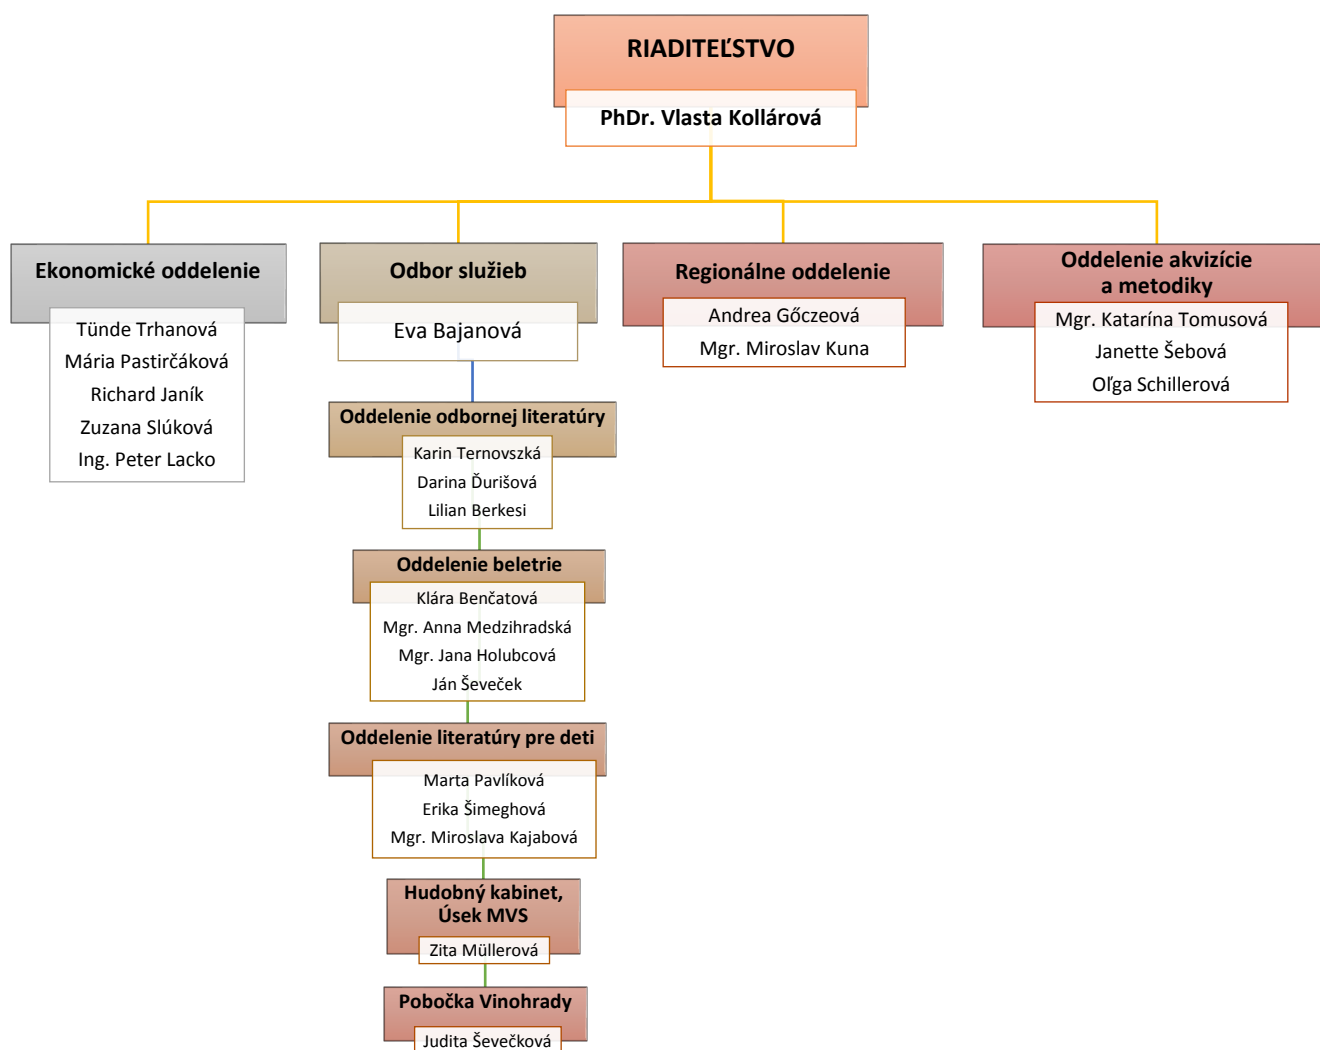 RIADITEĽSTVO
PhDr. Vlasta Kollárová
Ekonomické oddelenie
Tünde Trhanová
Mária Pastirčáková
Richard Janík
Zuzana Slúková
Ing. Peter Lacko
Odbor služieb
Eva Bajanová
Oddelenie odbornej literatúry
Karin Ternovszká
Darina Ďurišová
Lilian Berkesi
Oddelenie beletrie
Klára Benčatová
Mgr. Anna Medzihradská
Mgr. Jana Holubcová
Ján Ševeček
Oddelenie literatúry pre deti
Marta Pavlíková
Erika Šimeghová
Mgr. Miroslava Kajabová
Hudobný kabinet,
Úsek MVS
Zita Müllerová
Pobočka Vinohrady
Judita Ševečková
Regionálne oddelenie
Andrea Gőczeová
Mgr. Miroslav Kuna
Oddelenie akvizície
a metodiky
Mgr. Katarína Tomusová
Janette Šebová
Oľga Schillerová